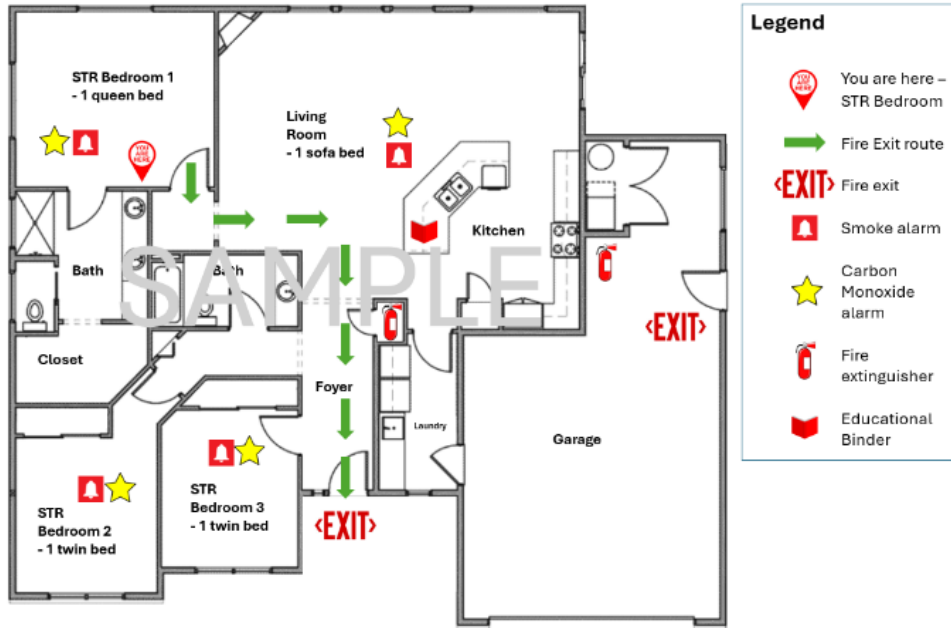 STR Bedroom 1
- 1 queen bed
YOU
ARE
HERE
Living
Room
- 1 sofa bed
Kitchen
Bath
Bath
SAMPLE
Closet
Foyer
Laundry
Garage
STR
Bedroom 2
- 1 twin bed
STR
Bedroom 3
- 1 twin bed
EXIT
EXIT
Legend
YOU
ARE
HERE
You are here –
STR Bedroom
Fire Exit route
EXIT
Fire exit
Smoke alarm
Carbon
Monoxide
alarm
Fire
extinguisher
Educational
Binder